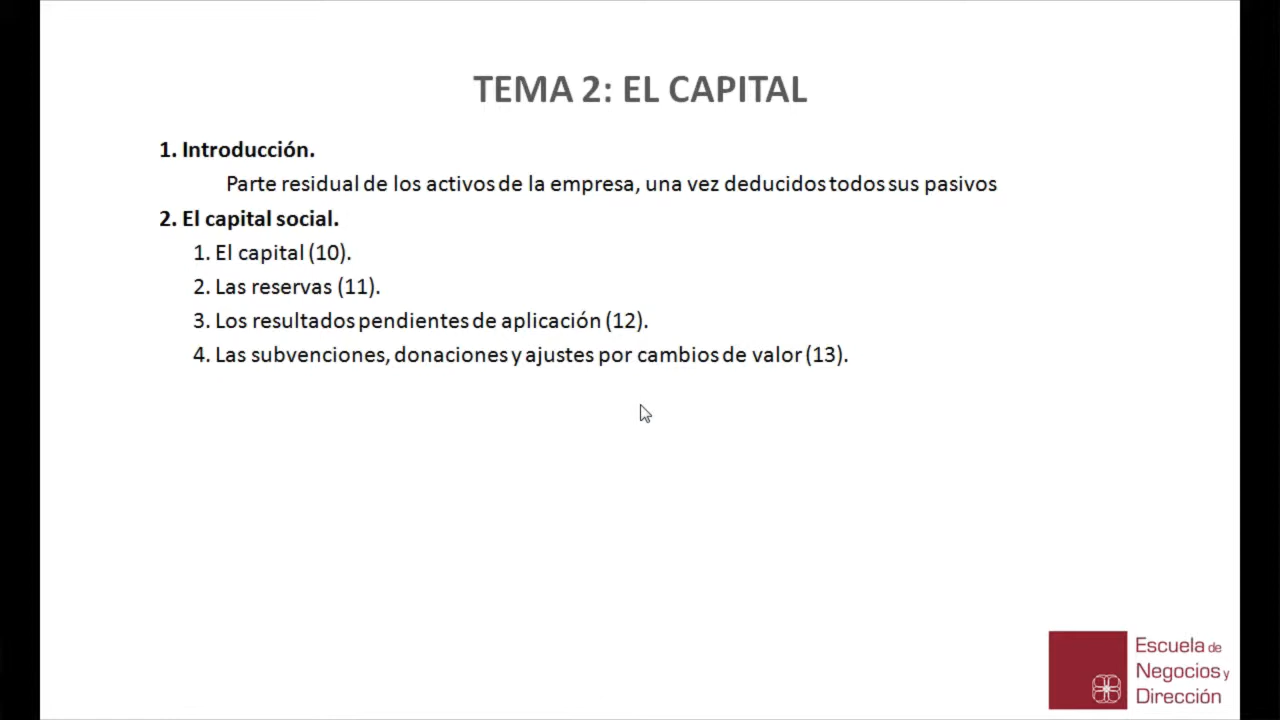 TEMA 2: EL CAPITAL
1. Introducción.
Parte residual de los activos de la empresa, una vez deducidos todos sus pasivos
2. El capital social.
1. El capital (10).
2. Las reservas (11).
3. Los resultados pendientes de aplicación (12).
4. Las subvenciones, donaciones y ajustes por cambios de valor (13).
Escuela de
Negocios y
Dirección